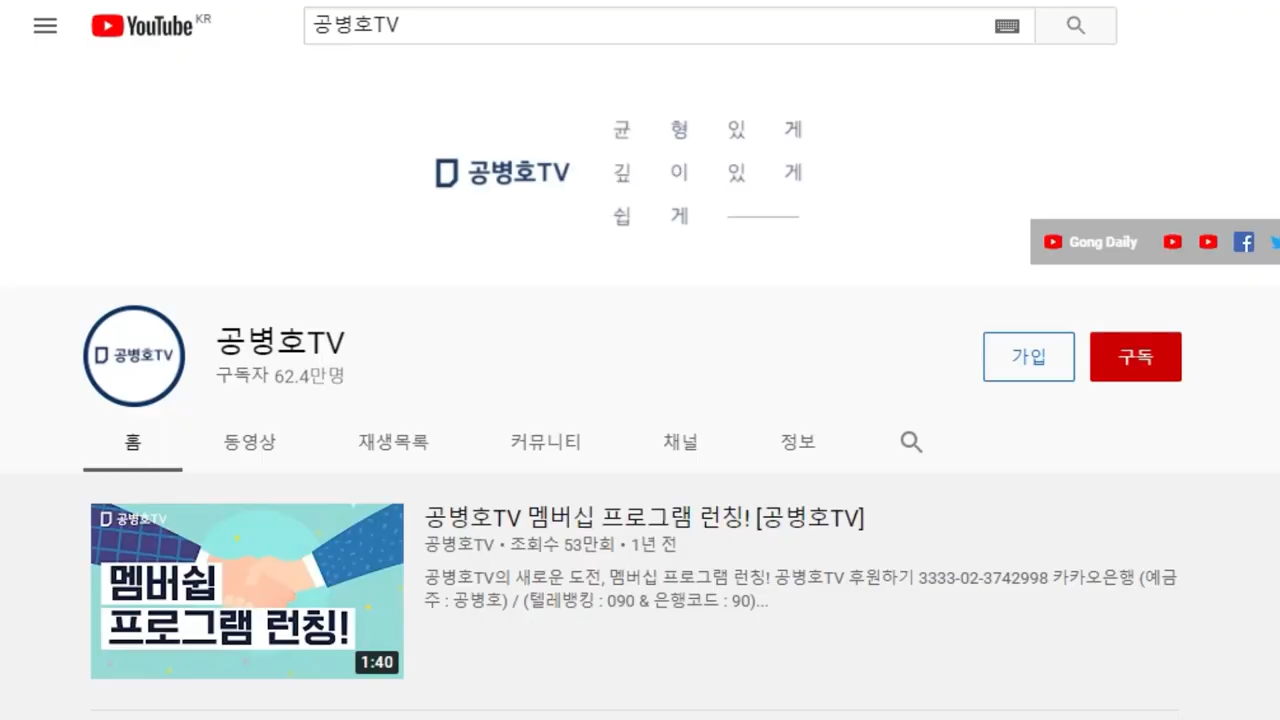 YouTube KR
공병호TV
균 형 있 게
공병호TV
깊 이 있 게
쉽 게
Gong Daily
공병호TV
공병호TV
구독자 62.4만명
가입
구독
홈
동영상
재생목록
커뮤니티
채널
정보
공병호TV
멤버쉽
프로그램 런칭!
1:40
공병호TV 멤버십 프로그램 런칭! [공병호TV]
공병호TV • 조회수 53만회 • 1년 전
공병호TV의 새로운 도전, 멤버십 프로그램 런칭! 공병호TV 후원하기 3333-02-3742998 카카오은행 (예금
주 : 공병호) / (텔레뱅킹 : 090 & 은행코드 : 90)...